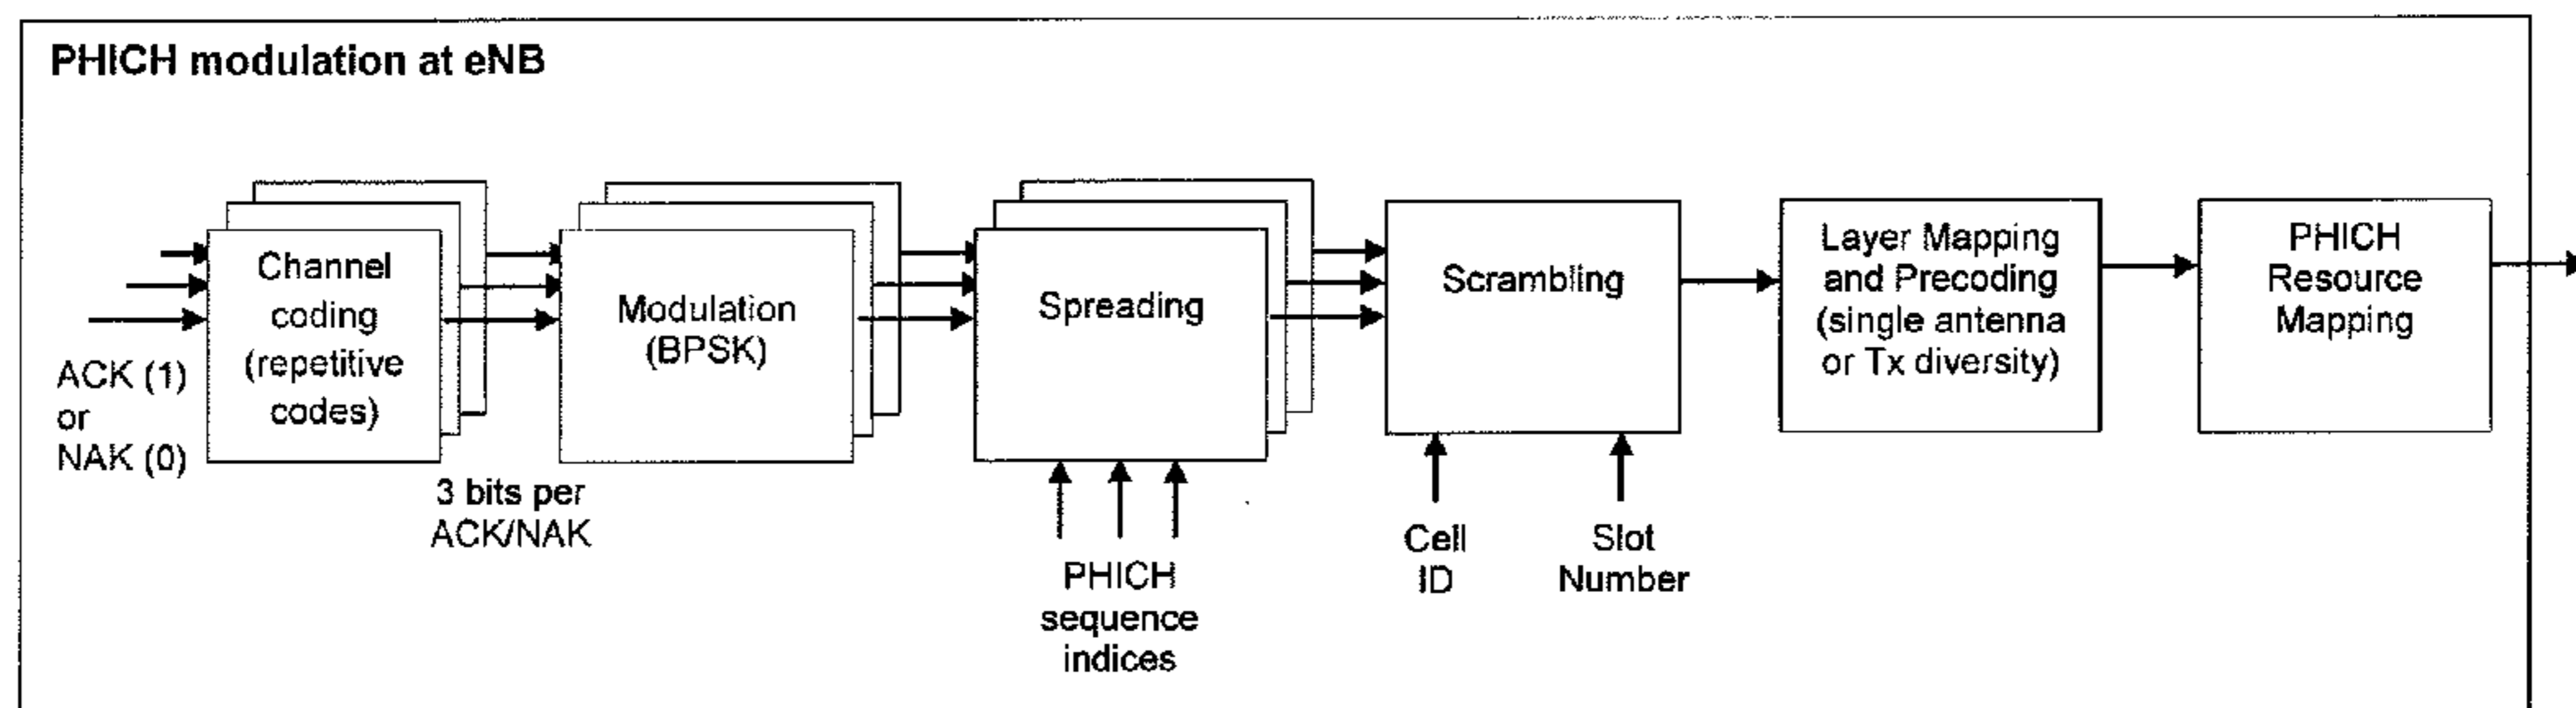 PHICH modulation at eNB
ACK (1)
or
NAK (0)
Channel
coding
(repetitive
codes)
3 bits per
ACK/NAK
Modulation
(BPSK)
Spreading
PHICH
sequence
indices
Scrambling
Cell
ID
Slot
Number
Layer Mapping
and Precoding
(single antenna
or Tx diversity)
PHICH
Resource
Mapping